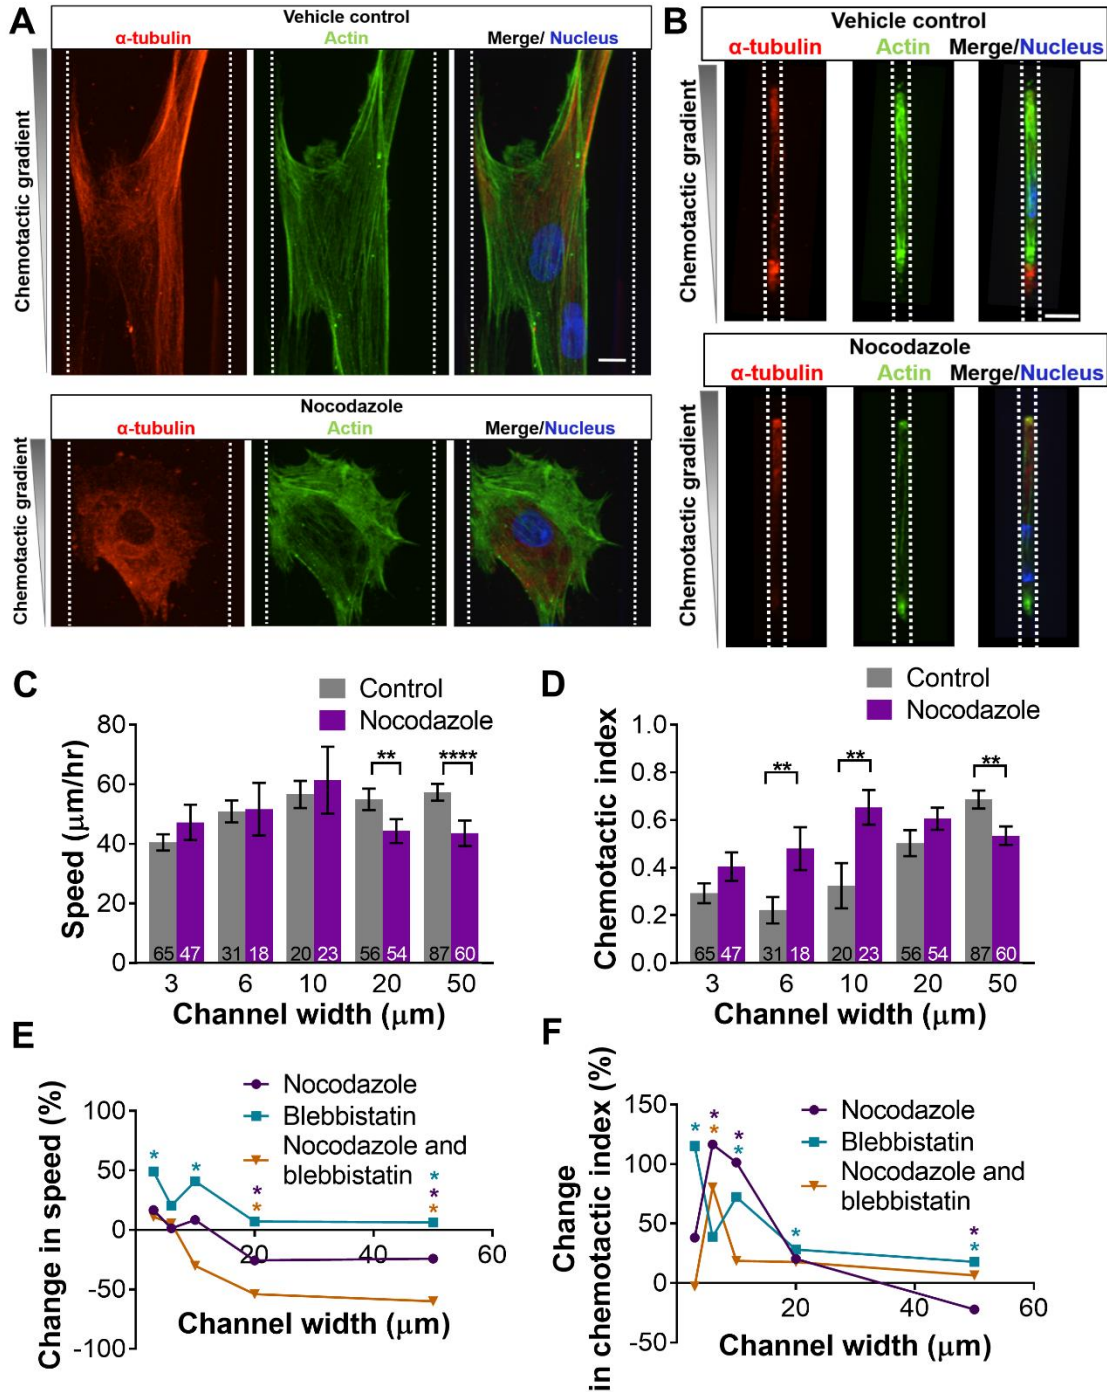 A
Vehicle control
α-tubulin Actin Merge/ Nucleus
Chemotactic gradient
Nocodazole
α-tubulin Actin Merge/Nucleus
Chemotactic gradient
B
Vehicle control
α-tubulin Actin Merge/Nucleus
Chemotactic gradient
Nocodazole
α-tubulin Actin Merge/Nucleus
Chemotactic gradient
C
Control
Nocodazole
Speed (μm/hr)
80
60
40
20
0
** ****
65 47 31 18 20 23 56 54 87 60
3 6 10 20 50
Channel width (μm)
D
Control
Nocodazole
Chemotactic index
1.0
0.8
0.6
0.4
0.2
0.0
** ** **
65 47 31 18 20 23 56 54 87 60
3 6 10 20 50
Channel width (μm)
E
Nocodazole
Blebbistatin
Nocodazole and
blebbistatin
Change in speed (%)
100
50
0
-50
-100
* * * * * * *
20 40 60
Channel width (μm)
F
Nocodazole
Blebbistatin
Nocodazole and
blebbistatin
Change
in chemotactic index (%)
150
100
50
0
-50
* * * * * * * *
20 40 60
Channel width (μm)